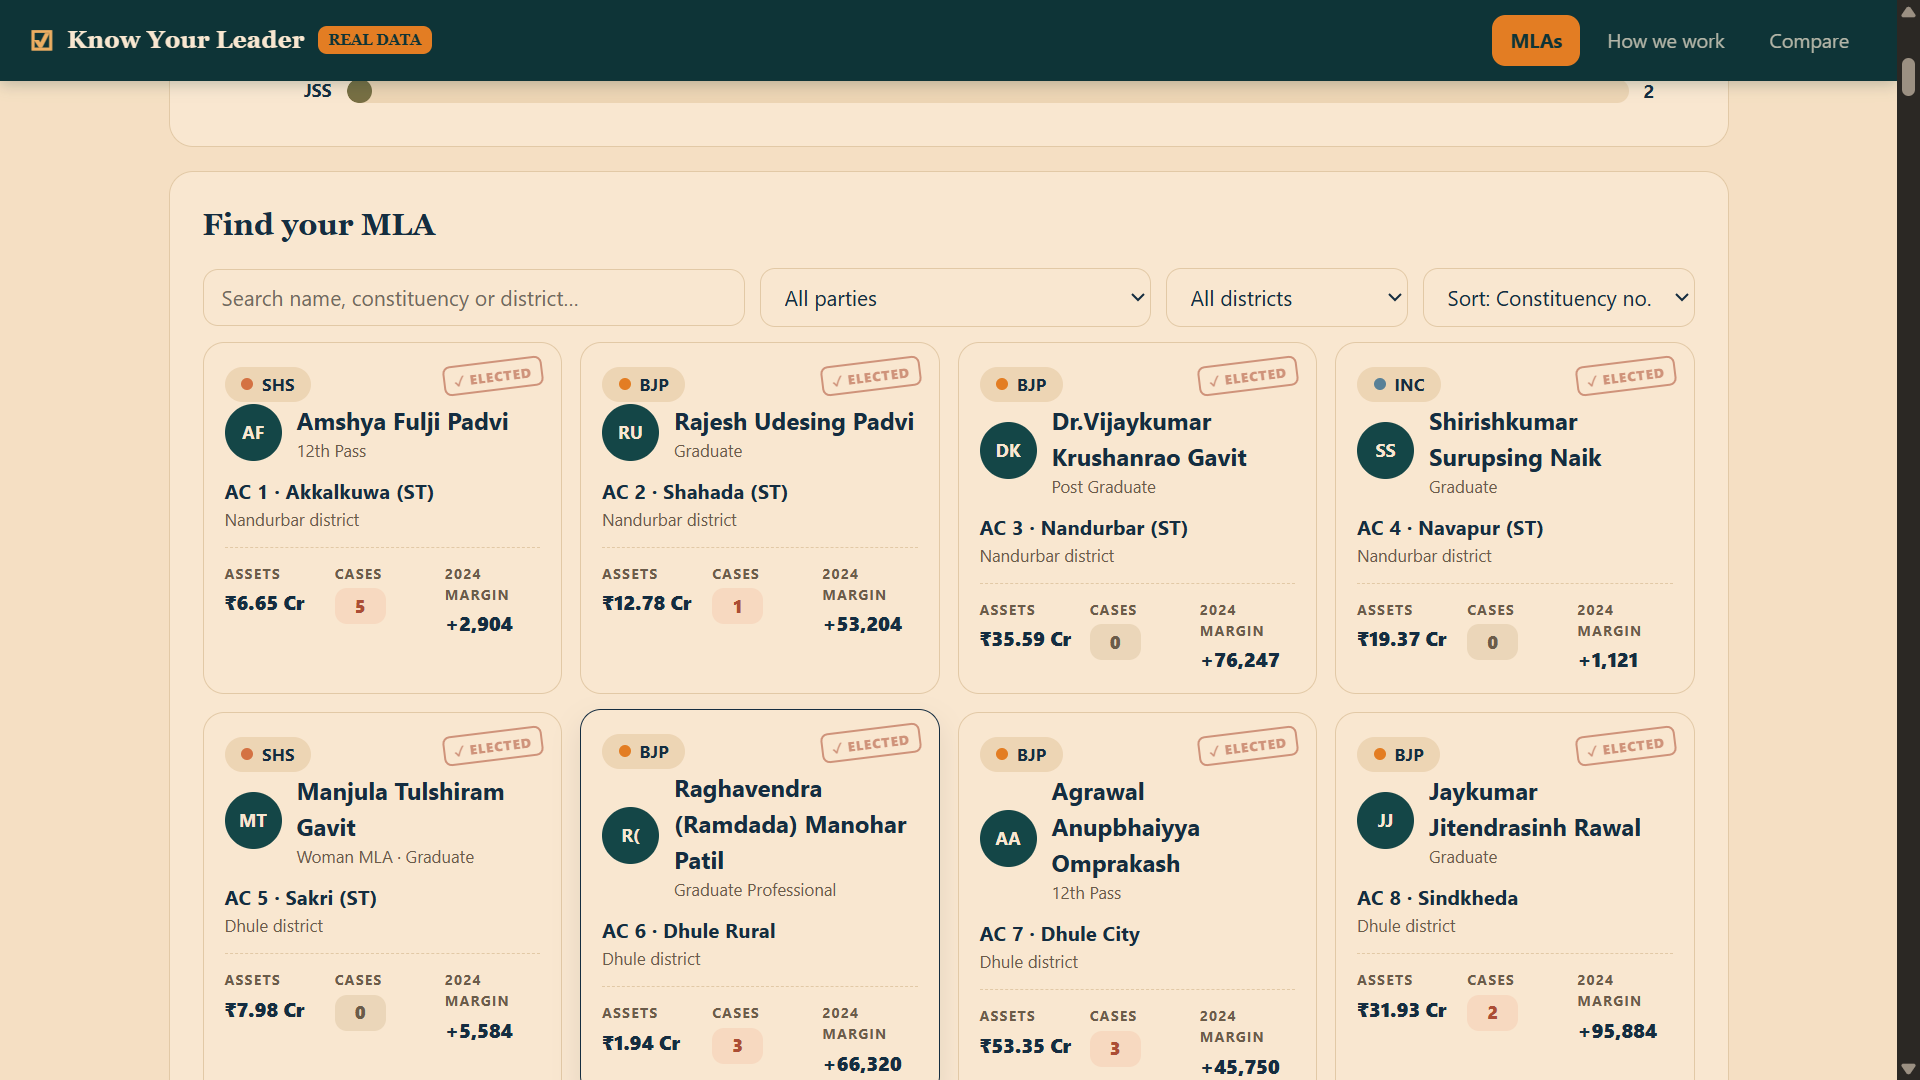 Know Your Leader REAL DATA
MLAs How we work Compare
JSS 2
Find your MLA
Search name, constituency or district...
All parties
All districts
Sort: Constituency no.
SHS
✓ ELECTED
AF
Amshya Fulji Padvi
12th Pass
AC 1 · Akkalkuwa (ST)
Nandurbar district
ASSETS
₹6.65 Cr
CASES
5
2024
MARGIN
+2,904
BJP
✓ ELECTED
RU
Rajesh Udesing Padvi
Graduate
AC 2 · Shahada (ST)
Nandurbar district
ASSETS
₹12.78 Cr
CASES
1
2024
MARGIN
+53,204
BJP
✓ ELECTED
DK
Dr.Vijaykumar
Krushanrao Gavit
Post Graduate
AC 3 · Nandurbar (ST)
Nandurbar district
ASSETS
₹35.59 Cr
CASES
0
2024
MARGIN
+76,247
INC
✓ ELECTED
SS
Shirishkumar
Surupsing Naik
Graduate
AC 4 · Navapur (ST)
Nandurbar district
ASSETS
₹19.37 Cr
CASES
0
2024
MARGIN
+1,121
SHS
✓ ELECTED
MT
Manjula Tulshiram
Gavit
Woman MLA · Graduate
AC 5 · Sakri (ST)
Dhule district
ASSETS
₹7.98 Cr
CASES
0
2024
MARGIN
+5,584
BJP
✓ ELECTED
R(
Raghavendra
(Ramdada) Manohar
Patil
Graduate Professional
AC 6 · Dhule Rural
Dhule district
ASSETS
₹1.94 Cr
CASES
3
2024
MARGIN
+66,320
BJP
✓ ELECTED
AA
Agrawal
Anupbhaiyya
Omprakash
12th Pass
AC 7 · Dhule City
Dhule district
ASSETS
₹53.35 Cr
CASES
3
2024
MARGIN
+45,750
BJP
✓ ELECTED
JJ
Jaykumar
Jitendrasinh Rawal
Graduate
AC 8 · Sindkheda
Dhule district
ASSETS
₹31.93 Cr
CASES
2
2024
MARGIN
+95,884